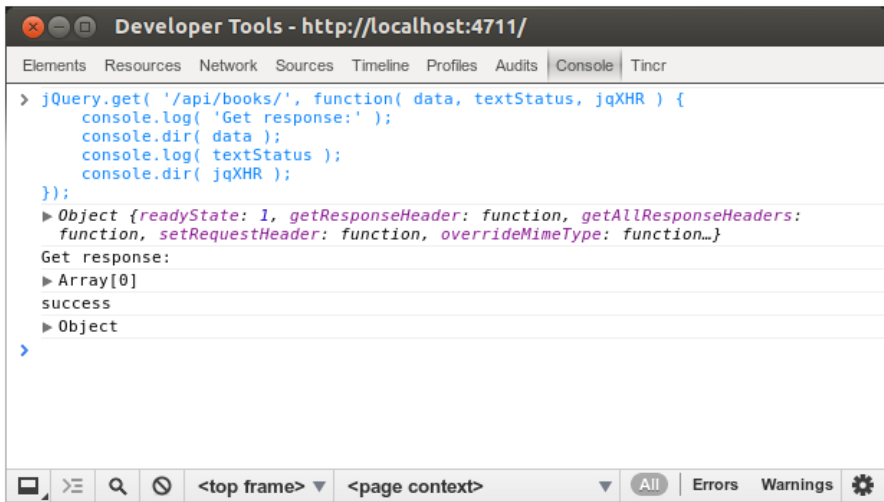 Developer Tools - http://localhost:4711/
Elements Resources Network Sources Timeline Profiles Audits Console Tincr
> jQuery.get( '/api/books/', function( data, textStatus, jqXHR ) {
console.log( 'Get response:' );
console.dir( data );
console.log( textStatus );
console.dir( jqXHR );
});
▶ Object {readyState: 1, getResponseHeader: function, getAllResponseHeaders:
function, setRequestHeader: function, overrideMimeType: function…}
Get response:
▶ Array[0]
success
▶ Object
>
<top frame> ▼ <page context> ▼ All Errors Warnings